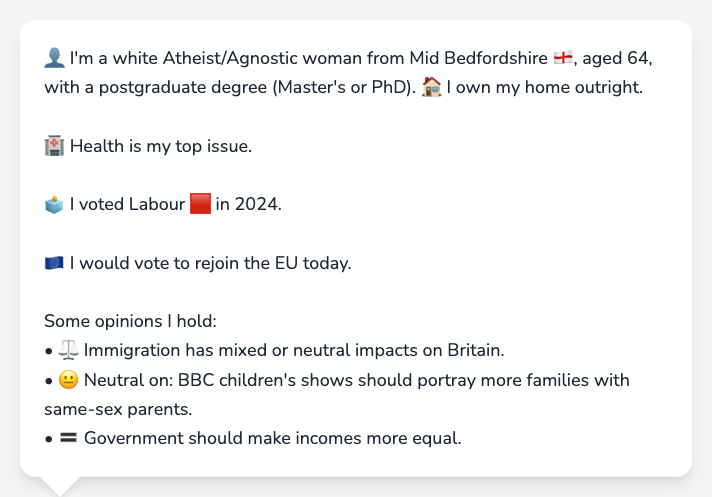 👤 I'm a white Atheist/Agnostic woman from Mid Bedfordshire 🏴󠁧󠁢󠁥󠁮󠁧󠁿, aged 64,
with a postgraduate degree (Master's or PhD). 🏠 I own my home outright.
🏥 Health is my top issue.
🗳️ I voted Labour 🟥 in 2024.
🇪🇺 I would vote to rejoin the EU today.
Some opinions I hold:
• ⚖️ Immigration has mixed or neutral impacts on Britain.
• 😐 Neutral on: BBC children's shows should portray more families with
same-sex parents.
• 🟰 Government should make incomes more equal.